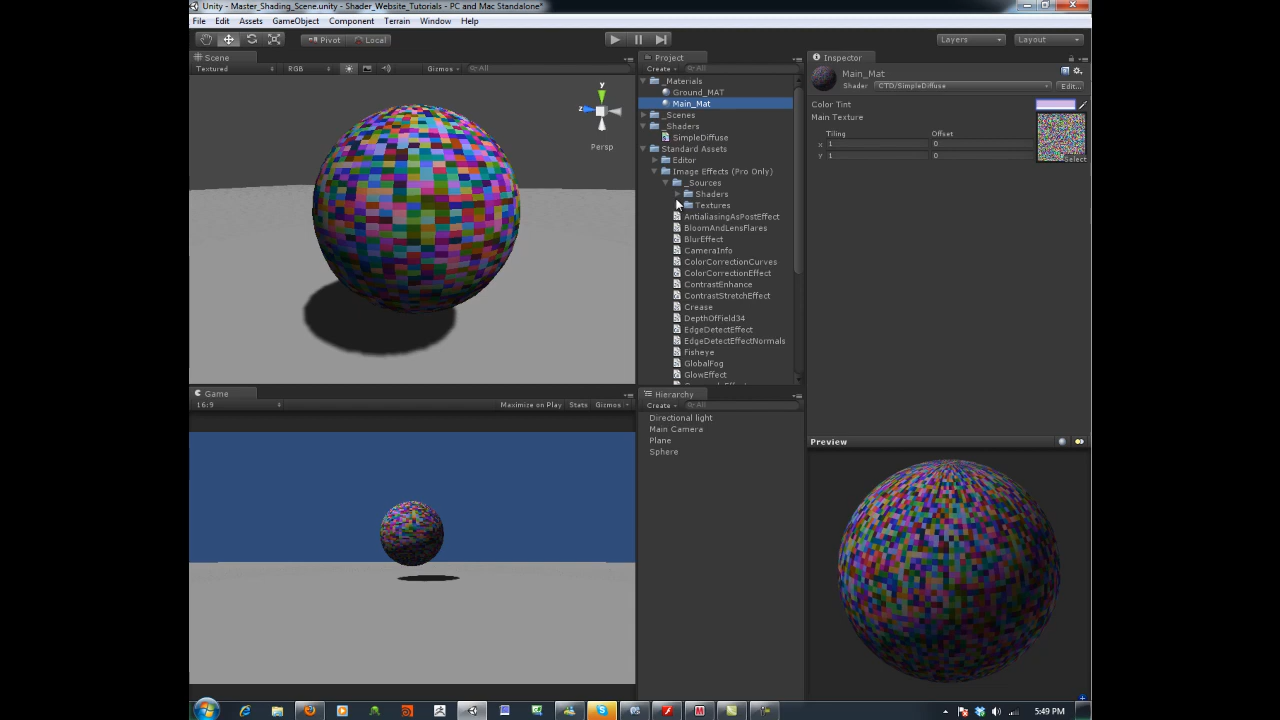 Unity - Master_Shading_Scene.unity - Shader_Website_Tutorials - PC and Mac Standalone*
File Edit Assets GameObject Component Terrain Window Help
Pivot Local Layers Layout
Scene
Textured RGB Gizmos All
y
z
Persp
Game
16:9 Maximize on Play Stats Gizmos
Project
Create All
_Materials
Ground_MAT
Main_Mat
_Scenes
_Shaders
SimpleDiffuse
Standard Assets
Editor
Image Effects (Pro Only)
_Sources
Shaders
Textures
AntialiasingAsPostEffect
BloomAndLensFlares
BlurEffect
CameraInfo
ColorCorrectionCurves
ColorCorrectionEffect
ContrastEnhance
ContrastStretchEffect
Crease
DepthOfField34
EdgeDetectEffect
EdgeDetectEffectNormals
Fisheye
GlobalFog
GlowEffect
Hierarchy
Create All
Directional light
Main Camera
Plane
Sphere
Inspector
Main_Mat
Shader CTO/SimpleDiffuse Edit...
Color Tint
Main Texture
Tiling Offset
x 1 0
Y 1 0
Select
Preview
5:49 PM